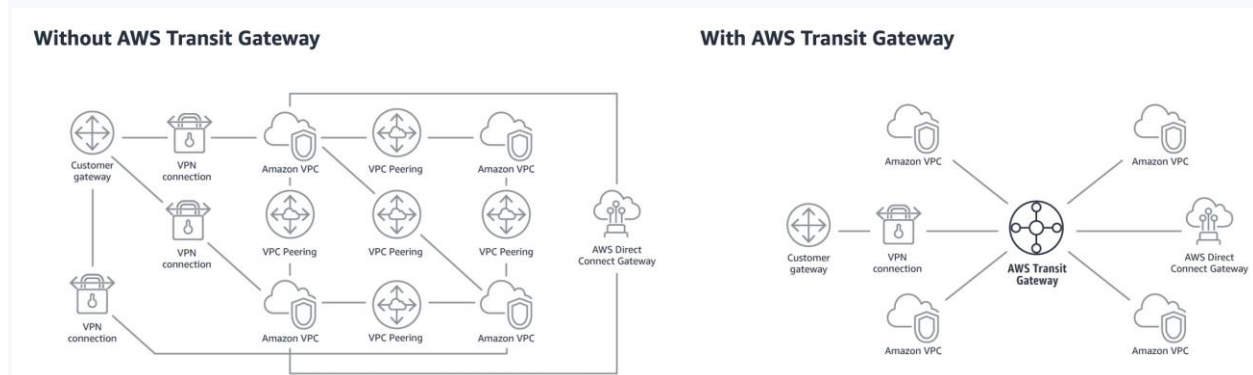 Without AWS Transit Gateway
Customer
gateway
VPN
connection
Amazon VPC
VPC Peering
Amazon VPC
VPN
connection
VPC Peering
VPC Peering
VPC Peering
AWS Direct
Connect Gateway
VPN
connection
Amazon VPC
VPC Peering
Amazon VPC
With AWS Transit Gateway
Amazon VPC
Amazon VPC
Customer
gateway
VPN
connection
AWS Transit
Gateway
AWS Direct
Connect Gateway
Amazon VPC
Amazon VPC